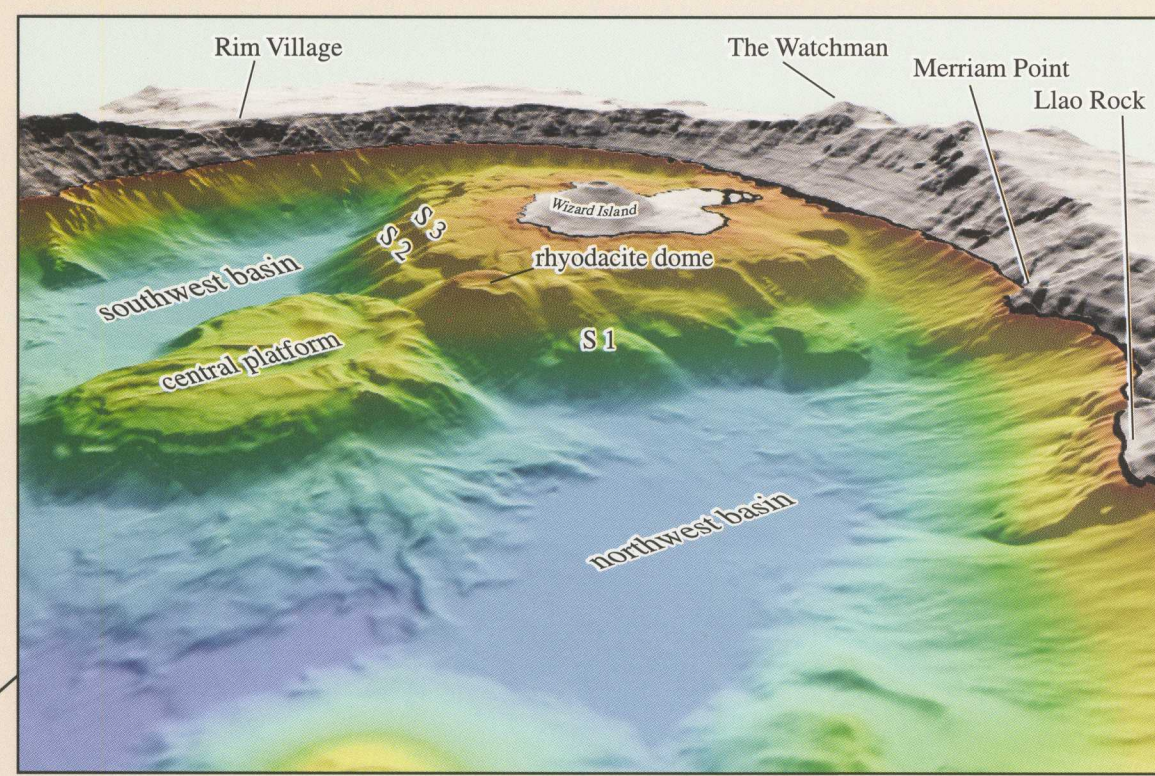 Rim Village
The Watchman
Merriam Point
Llao Rock
Wizard Island
S 3
S 2
rhyodacite dome
southwest basin
S 1
central platform
northwest basin